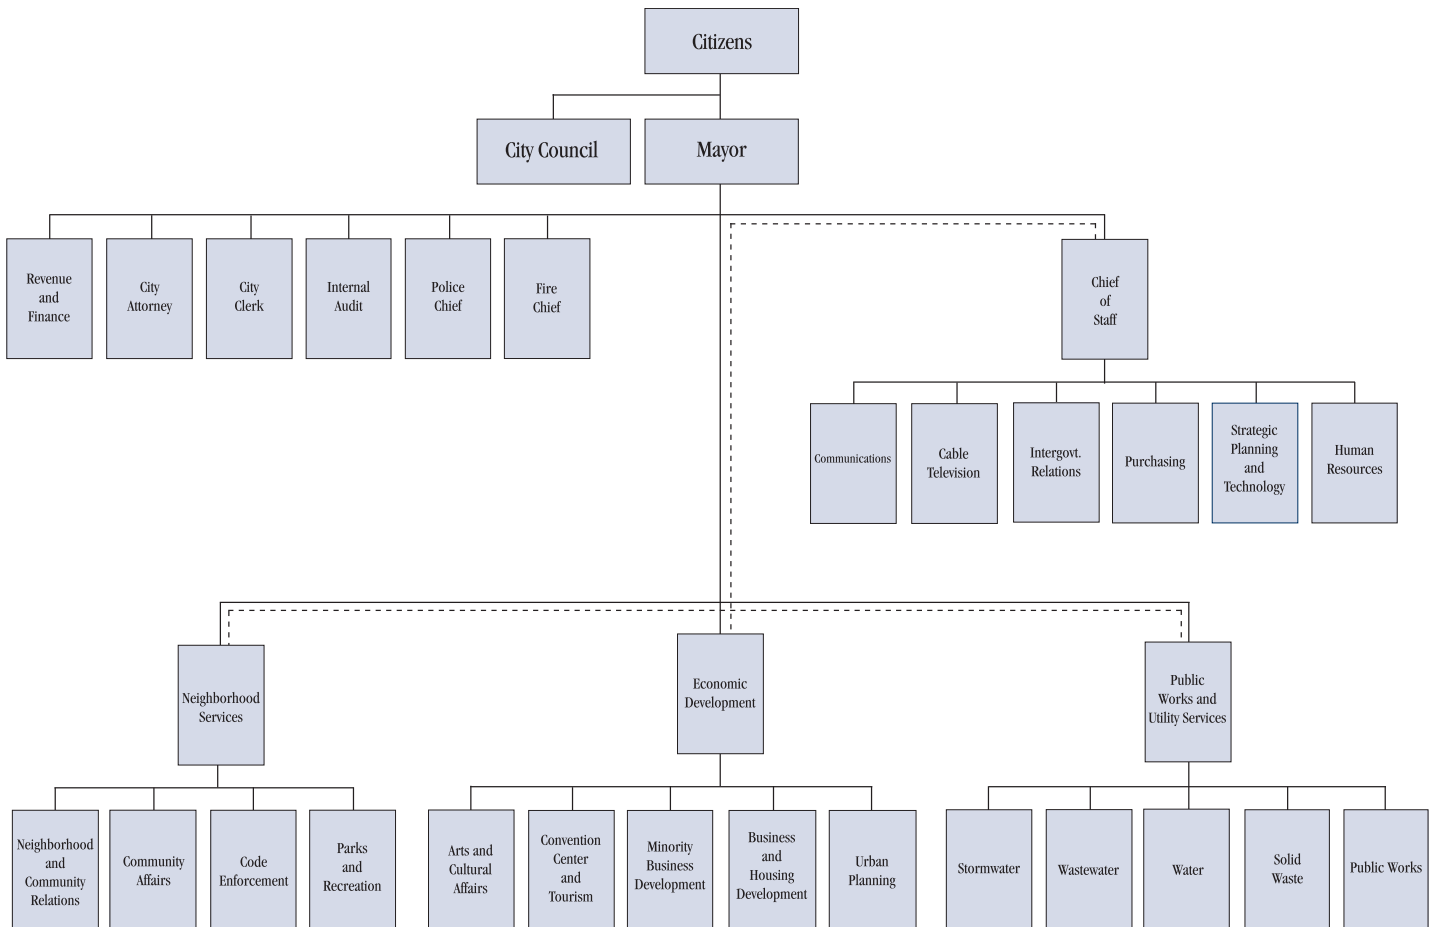 Citizens
City Council
Mayor
Revenue
and
Finance
City
Attorney
City
Clerk
Internal
Audit
Police
Chief
Fire
Chief
Chief
of
Staff
Communications
Cable
Television
Intergovt.
Relations
Purchasing
Strategic
Planning
and
Technology
Human
Resources
Neighborhood
Services
Economic
Development
Public
Works and
Utility Services
Neighborhood
and
Community
Relations
Community
Affairs
Code
Enforcement
Parks
and
Recreation
Arts and
Cultural
Affairs
Convention
Center
and
Tourism
Minority
Business
Development
Business
and
Housing
Development
Urban
Planning
Stormwater
Wastewater
Water
Solid
Waste
Public Works